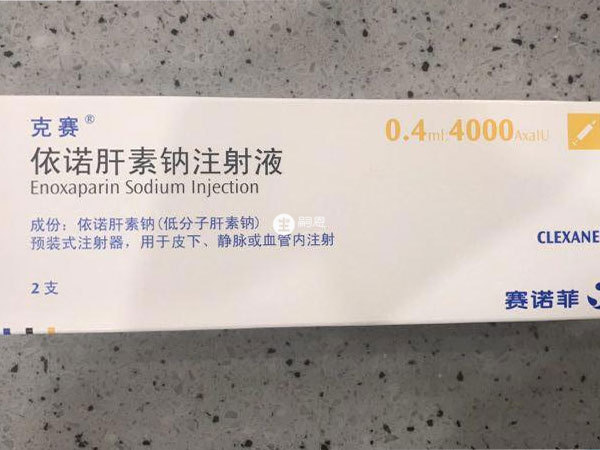 克赛®
0.4ml:4000AxaIU
依诺肝素钠注射液
Enoxaparin Sodium Injection
成份：依诺肝素钠(低分子肝素钠)
预装式注射器，用于皮下、静脉或血管内注射
嗣恩
CLEXANE
2支
赛诺菲